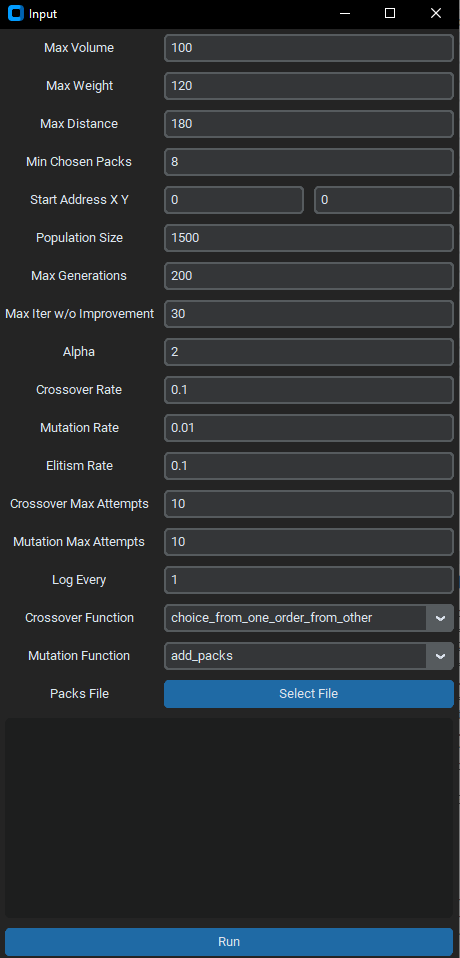 Input
Max Volume 100
Max Weight 120
Max Distance 180
Min Chosen Packs 8
Start Address X Y 0 0
Population Size 1500
Max Generations 200
Max Iter w/o Improvement 30
Alpha 2
Crossover Rate 0.1
Mutation Rate 0.01
Elitism Rate 0.1
Crossover Max Attempts 10
Mutation Max Attempts 10
Log Every 1
Crossover Function choice_from_one_order_from_other
Mutation Function add_packs
Packs File Select File
Run